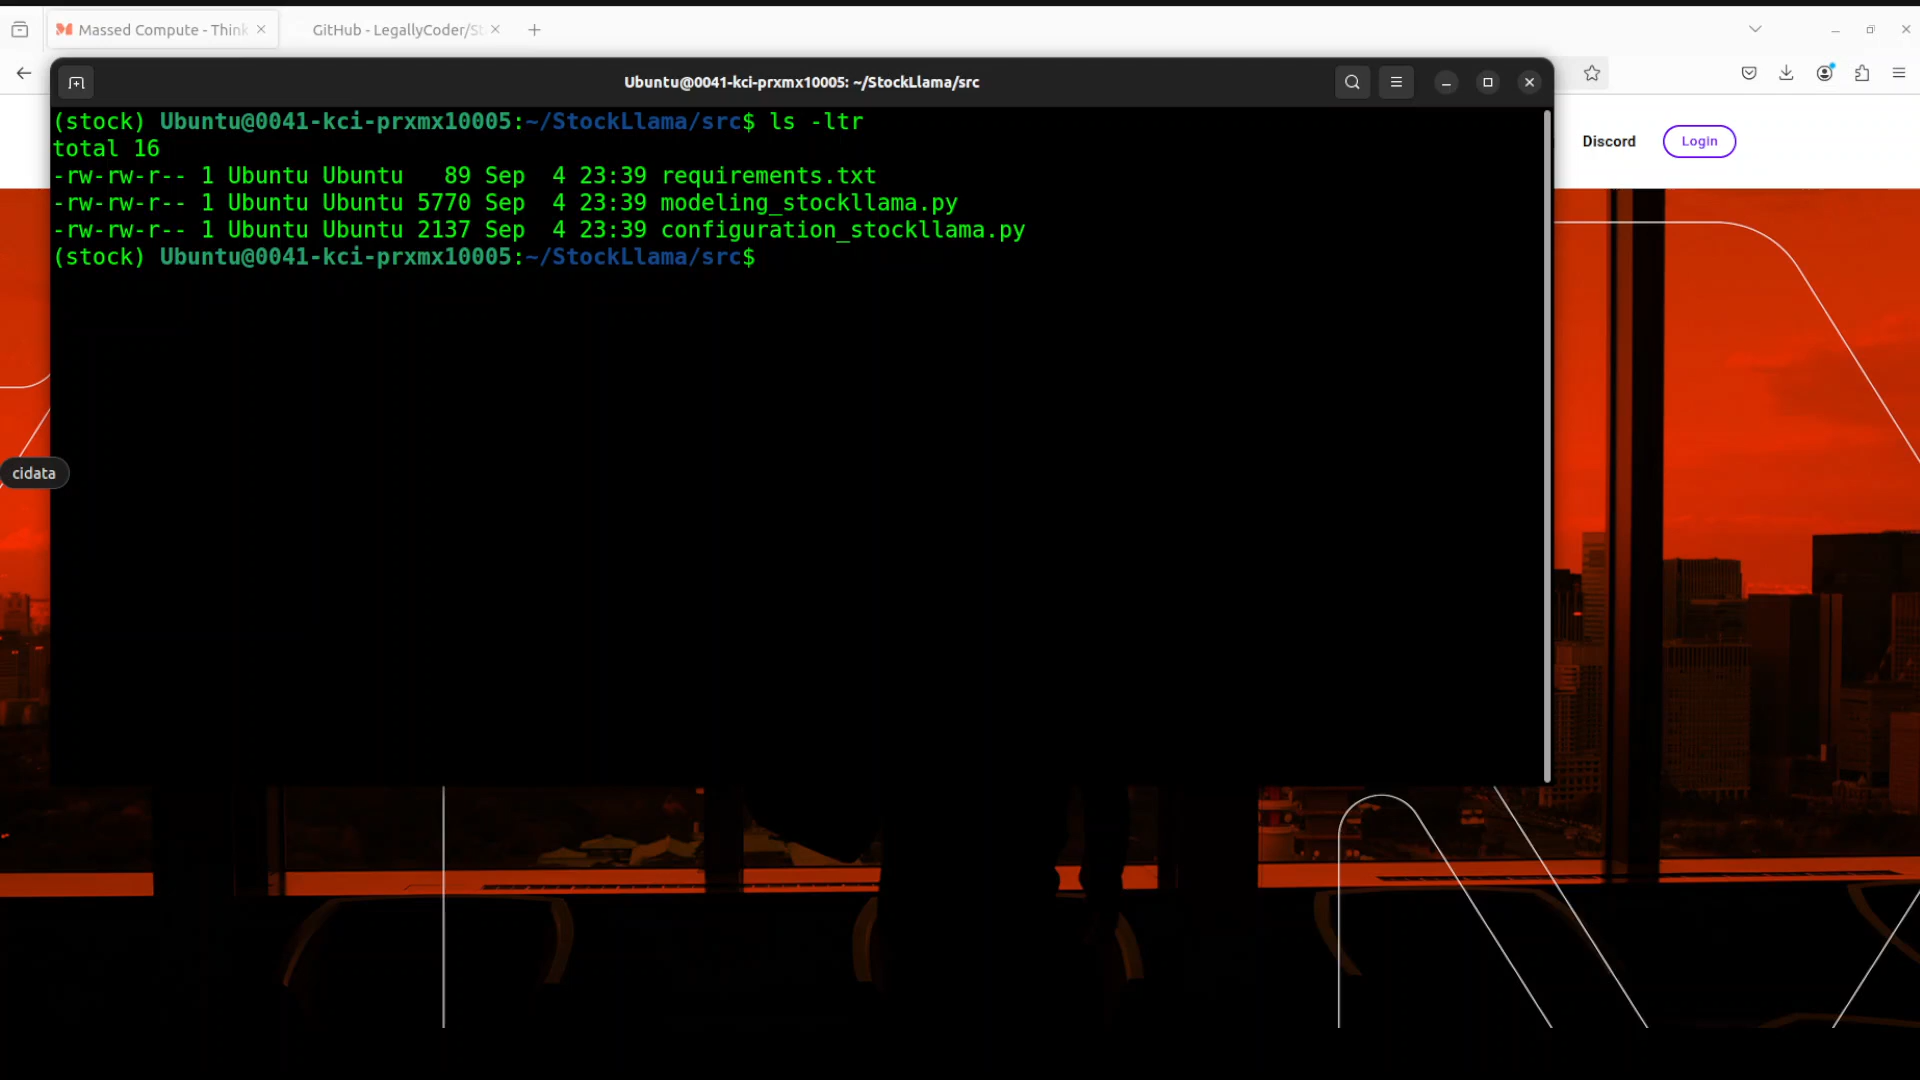 Massed Compute - Think
GitHub - LegallyCoder/St
Ubuntu@0041-kci-prxmx10005: ~/StockLlama/src
Discord
Login
(stock) Ubuntu@0041-kci-prxmx10005:~/StockLlama/src$ ls -ltr
total 16
-rw-rw-r-- 1 Ubuntu Ubuntu   89 Sep  4 23:39 requirements.txt
-rw-rw-r-- 1 Ubuntu Ubuntu 5770 Sep  4 23:39 modeling_stockllama.py
-rw-rw-r-- 1 Ubuntu Ubuntu 2137 Sep  4 23:39 configuration_stockllama.py
(stock) Ubuntu@0041-kci-prxmx10005:~/StockLlama/src$
cidata